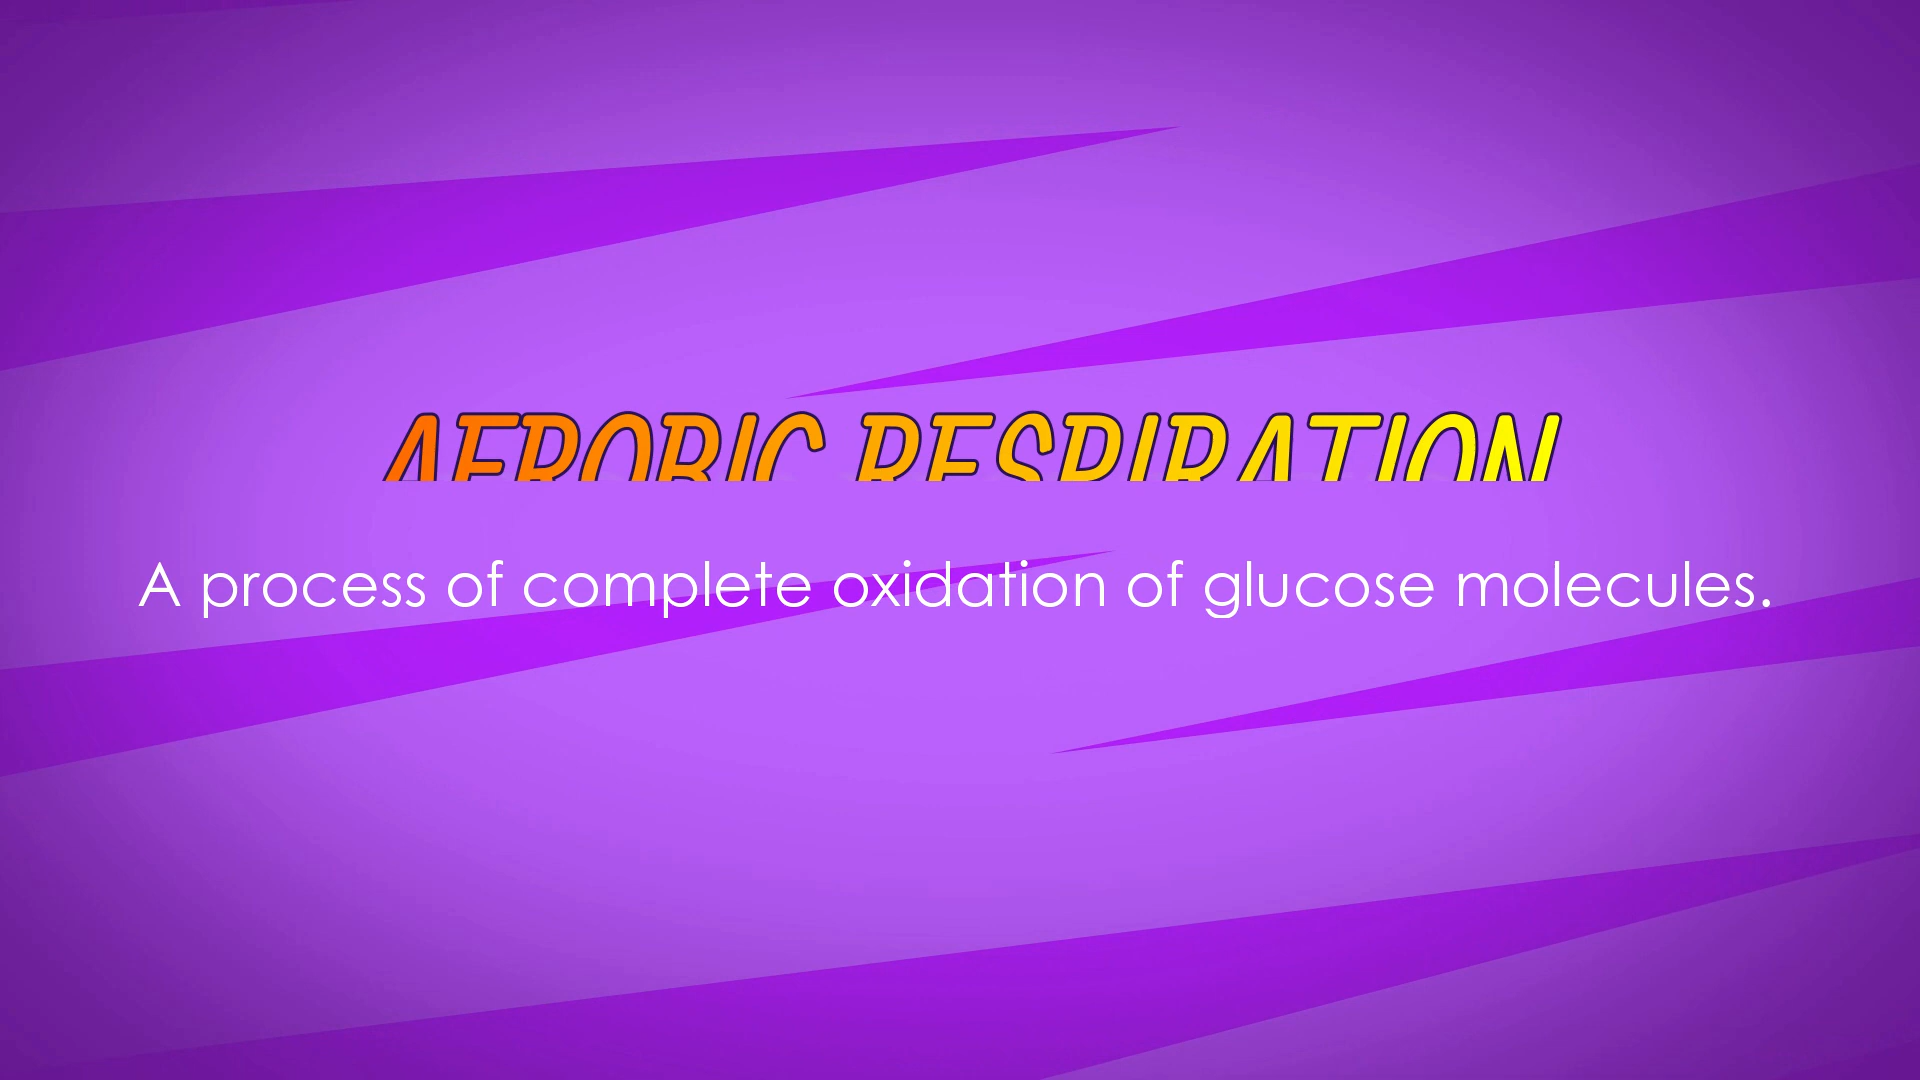 AEROBIC RESPIRATION
A process of complete oxidation of glucose molecules.